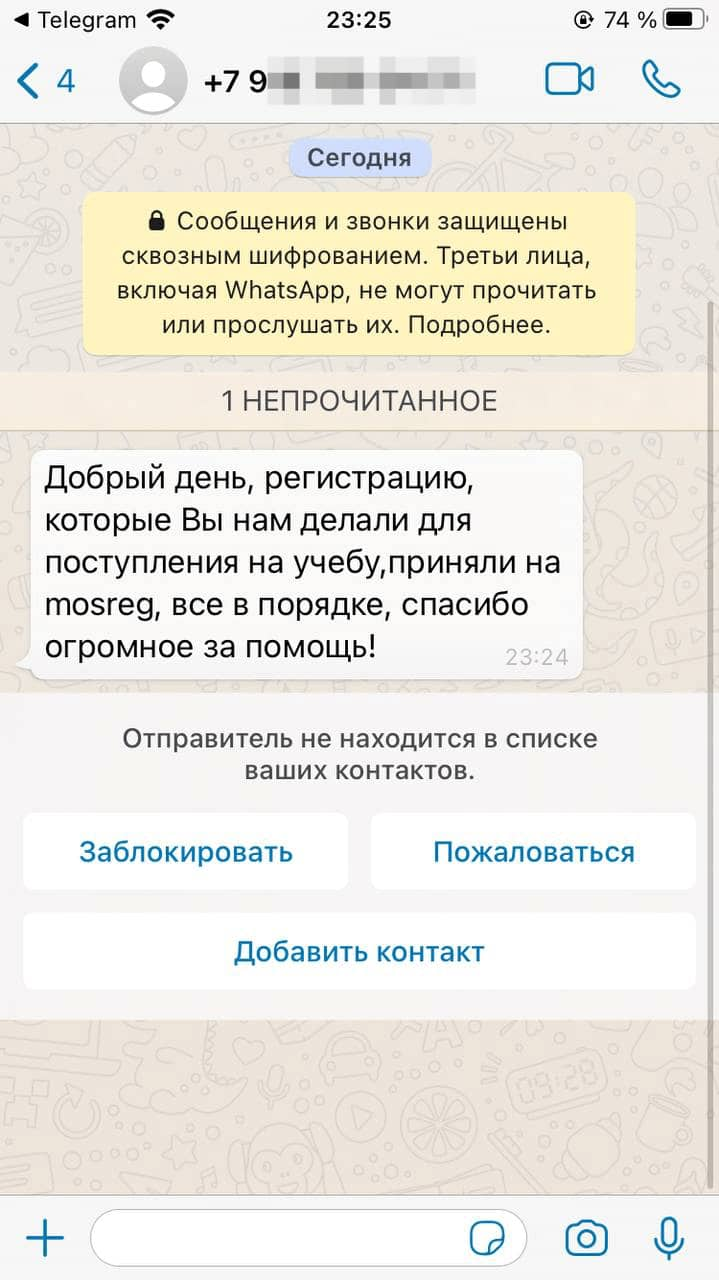 Telegram
23:25
74 %
4
+7 9
Сегодня
Сообщения и звонки защищены
сквозным шифрованием. Третьи лица,
включая WhatsApp, не могут прочитать
или прослушать их. Подробнее.
1 НЕПРОЧИТАННОЕ
Добрый день, регистрацию,
которые Вы нам делали для
поступления на учебу,приняли на
mosreg, все в порядке, спасибо
огромное за помощь!
23:24
Отправитель не находится в списке
ваших контактов.
Заблокировать
Пожаловаться
Добавить контакт
09:28